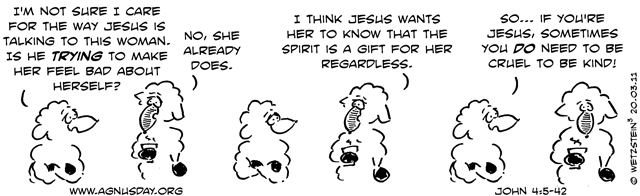 I'M NOT SURE I CARE
FOR THE WAY JESUS IS
TALKING TO THIS WOMAN.
IS HE TRYING TO MAKE
HER FEEL BAD ABOUT
HERSELF?
NO, SHE
ALREADY
DOES.
I THINK JESUS WANTS
HER TO KNOW THAT THE
SPIRIT IS A GIFT FOR HER
REGARDLESS.
SO... IF YOU'RE
JESUS, SOMETIMES
YOU DO NEED TO BE
CRUEL TO BE KIND!
© WETZSTEIN³ 20.03.11
WWW.AGNUSDAY.ORG
JOHN 4:5-42